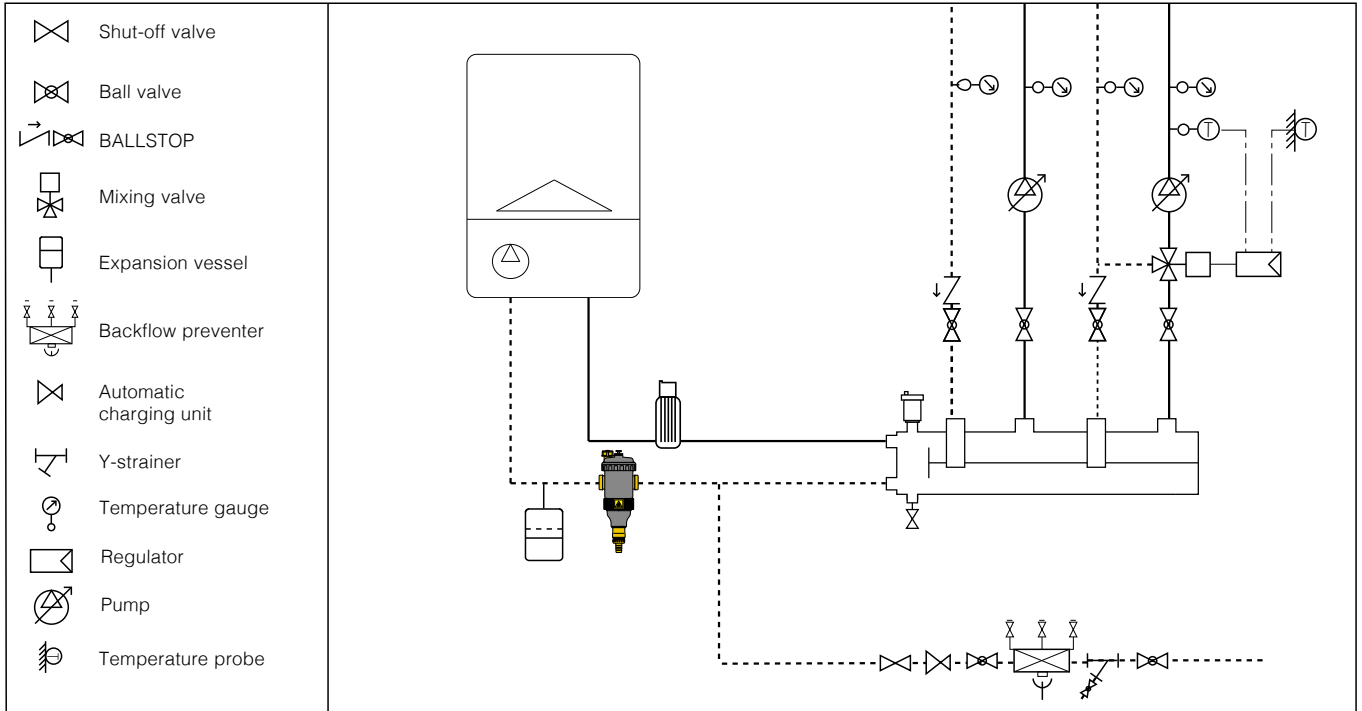 Shut-off valve
Ball valve
BALLSTOP
Mixing valve
Expansion vessel
Backflow preventer
Automatic
charging unit
Y-strainer
Temperature gauge
Regulator
Pump
Temperature probe
T
T